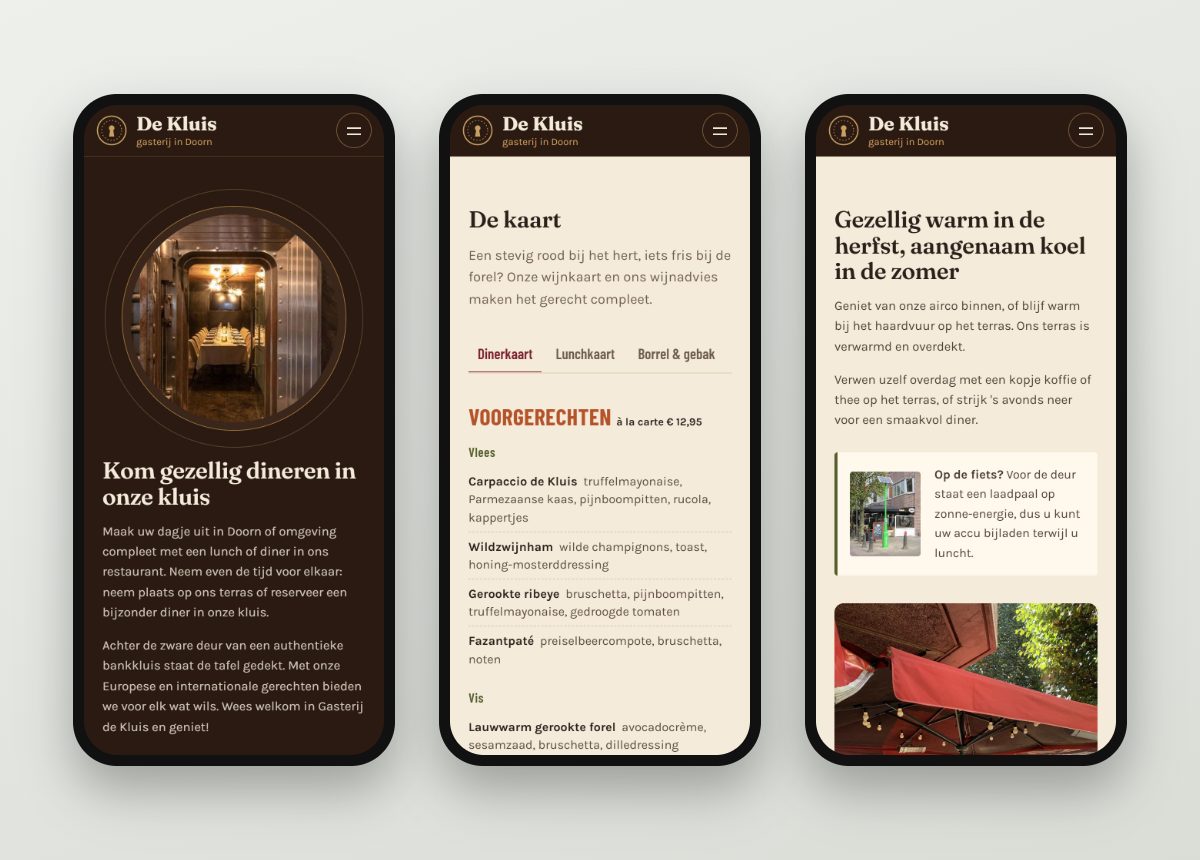 De Kluis
gasterij in Doorn
Kom gezellig dineren in
onze kluis
Maak uw dagje uit in Doorn of omgeving
compleet met een lunch of diner in ons
restaurant. Neem even de tijd voor elkaar:
neem plaats op ons terras of reserveer een
bijzonder diner in onze kluis.
Achter de zware deur van een authentieke
bankkluis staat de tafel gedekt. Met onze
Europese en internationale gerechten bieden
we voor elk wat wils. Wees welkom in Gasterij
de Kluis en geniet!
De Kluis
gasterij in Doorn
De kaart
Een stevig rood bij het hert, iets fris bij de
forel? Onze wijnkaart en ons wijnadvies
maken het gerecht compleet.
Dinerkaart Lunchkaart Borrel & gebak
VOORGERECHTEN à la carte € 12,95
Vlees
Carpaccio de Kluis truffelmayonaise,
Parmezaanse kaas, pijnboompitten, rucola,
kappertjes
Wildzwijnham wilde champignons, toast,
honing-mosterddressing
Gerookte ribeye bruschetta, pijnboompitten,
truffelmayonaise, gedroogde tomaten
Fazantpaté preiselbeercompote, bruschetta,
noten
Vis
Lauwwarm gerookte forel avocadocrème,
sesamzaad, bruschetta, dilledressing
De Kluis
gasterij in Doorn
Gezellig warm in de
herfst, aangenaam koel
in de zomer
Geniet van onze airco binnen, of blijf warm
bij het haardvuur op het terras. Ons terras is
verwarmd en overdekt.
Verwen uzelf overdag met een kopje koffie of
thee op het terras, of strijk 's avonds neer
voor een smaakvol diner.
Op de fiets? Voor de deur
staat een laadpaal op
zonne-energie, dus u kunt
uw accu bijladen terwijl u
luncht.